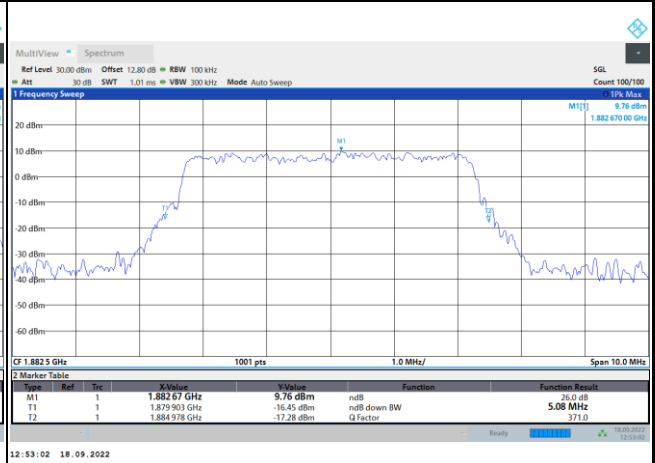 MultiView Spectrum
Ref Level 30.00 dBm Offset 12.80 dB RBW 100 kHz SGL
Att 30 dB SWT 1.01 ms VBW 300 kHz Mode Auto Sweep Count 100/100
1 Frequency Sweep 1Pk Max
M1[1] 9.76 dBm
1.882 670 00 GHz
20 dBm
M1
10 dBm
0 dBm
-10 dBm
T1
T2
-20 dBm
-30 dBm
-40 dBm
-50 dBm
-60 dBm
CF 1.882 5 GHz 1001 pts 1.0 MHz/ Span 10.0 MHz
2 Marker Table
Type Ref Trc X-Value Y-Value Function Function Result
M1 1 1.882 67 GHz 9.76 dBm ndB 26.0 dB
T1 1 1.879 903 GHz -16.45 dBm ndB down BW 5.08 MHz
T2 1 1.884 978 GHz -17.28 dBm Q Factor 371.0
Ready 18.09.2022
12:53:02
12:53:02 18.09.2022